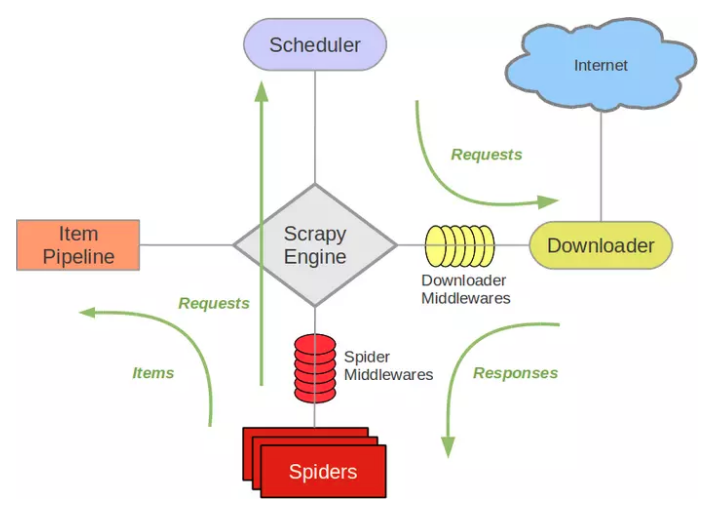 Scheduler
Internet
Requests
Item
Pipeline
Scrapy
Engine
Downloader
Downloader
Middlewares
Requests
Items
Spider
Middlewares
Responses
Spiders